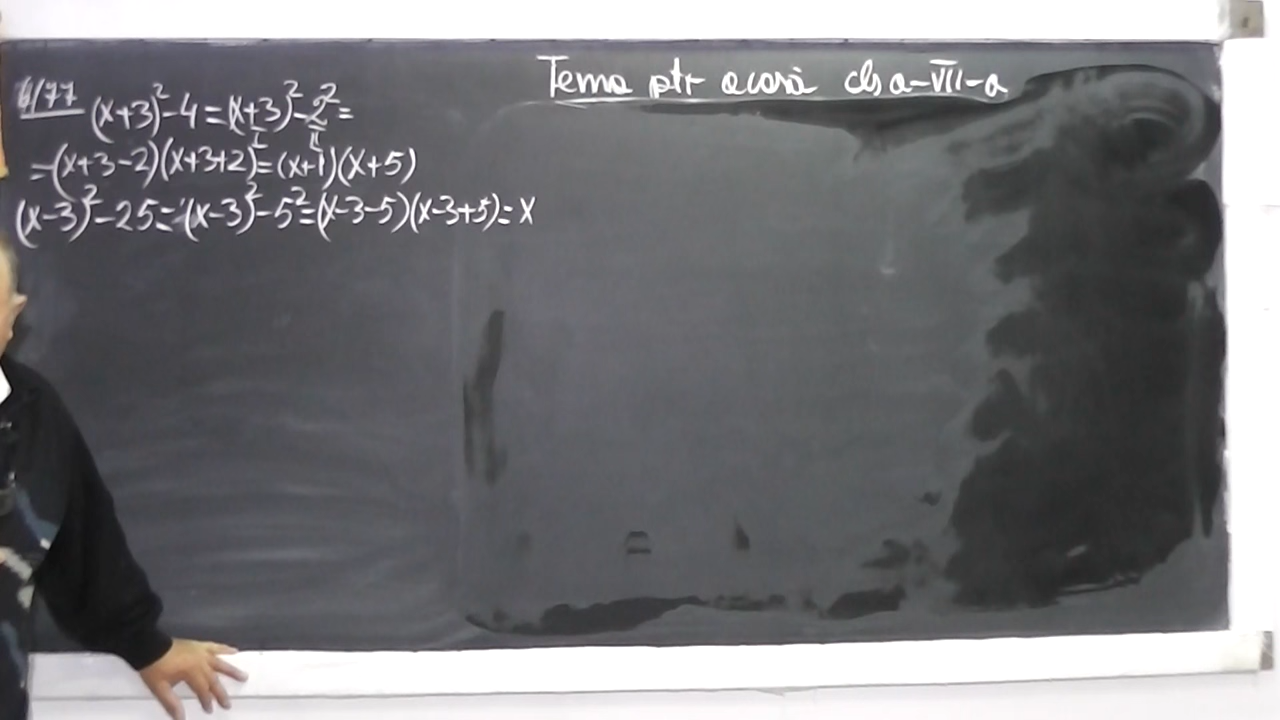 Tema ptr acasă cls a-VII-a
6/77 (x+3)²-4=(x+3)²-2²=
=(x+3-2)(x+3+2)=(x+1)(x+5)
(x-3)²-25=(x-3)²-5²=(x-3-5)(x-3+5)=x